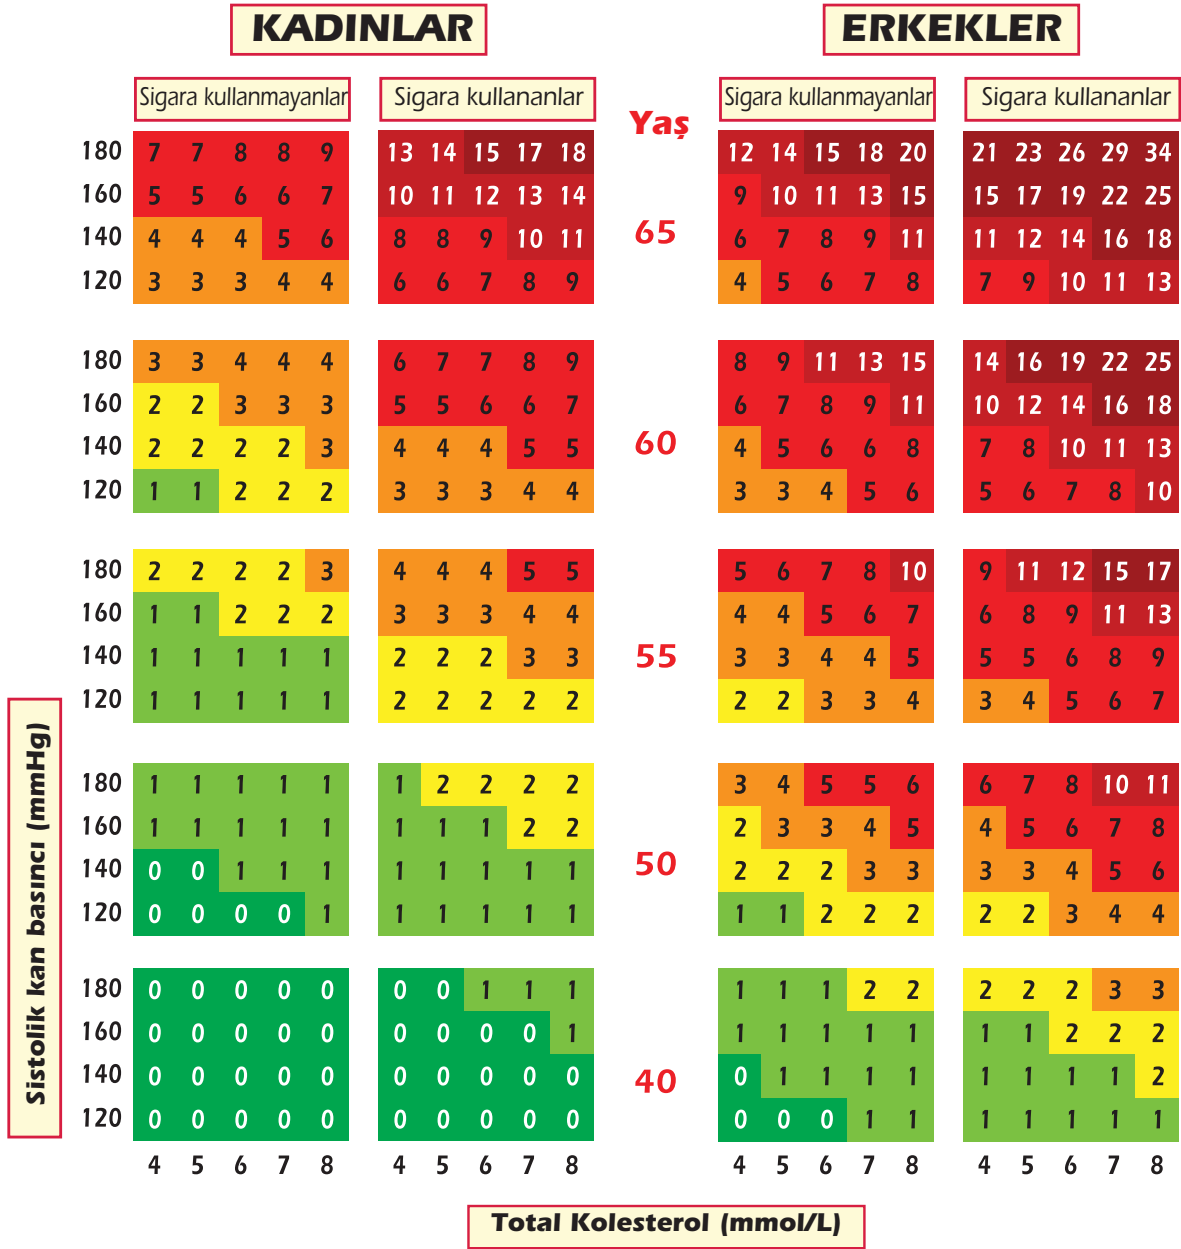 KADINLAR ERKEKLER
Sigara kullanmayanlar Sigara kullananlar Sigara kullanmayanlar Sigara kullananlar
Yaş
180 7 7 8 8 9 13 14 15 17 18 12 14 15 18 20 21 23 26 29 34
160 5 5 6 6 7 10 11 12 13 14 9 10 11 13 15 15 17 19 22 25
65
140 4 4 4 5 6 8 8 9 10 11 6 7 8 9 11 11 12 14 16 18
120 3 3 3 4 4 6 6 7 8 9 4 5 6 7 8 7 9 10 11 13
180 3 3 4 4 4 6 7 7 8 9 8 9 11 13 15 14 16 19 22 25
160 2 2 3 3 3 5 5 6 6 7 6 7 8 9 11 10 12 14 16 18
60
140 2 2 2 2 3 4 4 4 5 5 4 5 6 6 8 7 8 10 11 13
120 1 1 2 2 2 3 3 3 4 4 3 3 4 5 6 5 6 7 8 10
180 2 2 2 2 3 4 4 4 5 5 5 6 7 8 10 9 11 12 15 17
160 1 1 2 2 2 3 3 3 4 4 4 4 5 6 7 6 8 9 11 13
55
140 1 1 1 1 1 2 2 2 3 3 3 3 4 4 5 5 5 6 8 9
120 1 1 1 1 1 2 2 2 2 2 2 2 3 3 4 3 4 5 6 7
180 1 1 1 1 1 1 2 2 2 2 3 4 5 5 6 6 7 8 10 11
160 1 1 1 1 1 1 1 1 2 2 2 3 3 4 5 4 5 6 7 8
50
140 0 0 1 1 1 1 1 1 1 1 2 2 2 3 3 3 3 4 5 6
120 0 0 0 0 1 1 1 1 1 1 1 1 2 2 2 2 2 3 4 4
180 0 0 0 0 0 0 0 1 1 1 1 1 1 2 2 2 2 2 3 3
160 0 0 0 0 0 0 0 0 0 1 1 1 1 1 1 1 1 2 2 2
40
140 0 0 0 0 0 0 0 0 0 0 0 1 1 1 1 1 1 1 1 2
120 0 0 0 0 0 0 0 0 0 0 0 0 0 1 1 1 1 1 1 1
4 5 6 7 8 4 5 6 7 8 4 5 6 7 8 4 5 6 7 8
Sistolik kan basıncı (mmHg)
Total Kolesterol (mmol/L)